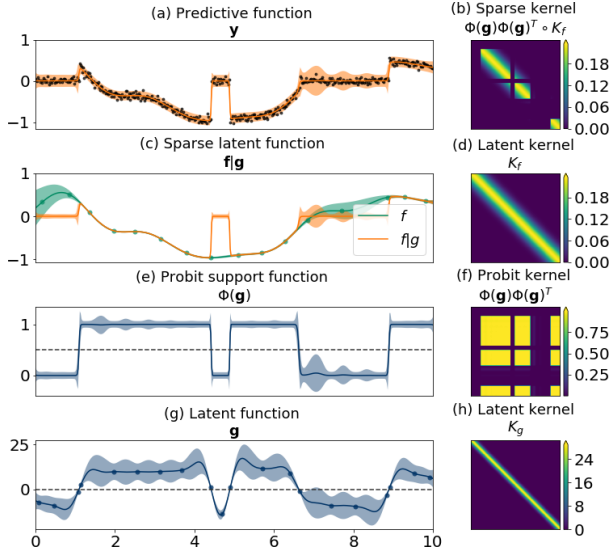 (a) Predictive function
y
1
0
−1
(b) Sparse kernel
Φ(g)Φ(g)ᵀ ∘ K_f
0.18
0.12
0.06
0.00
(c) Sparse latent function
f|g
1
0
−1
f
f|g
(d) Latent kernel
K_f
0.18
0.12
0.06
0.00
(e) Probit support function
Φ(g)
1
0
(f) Probit kernel
Φ(g)Φ(g)ᵀ
0.75
0.50
0.25
(g) Latent function
g
25
0
0 2 4 6 8 10
(h) Latent kernel
K_g
24
16
8
0